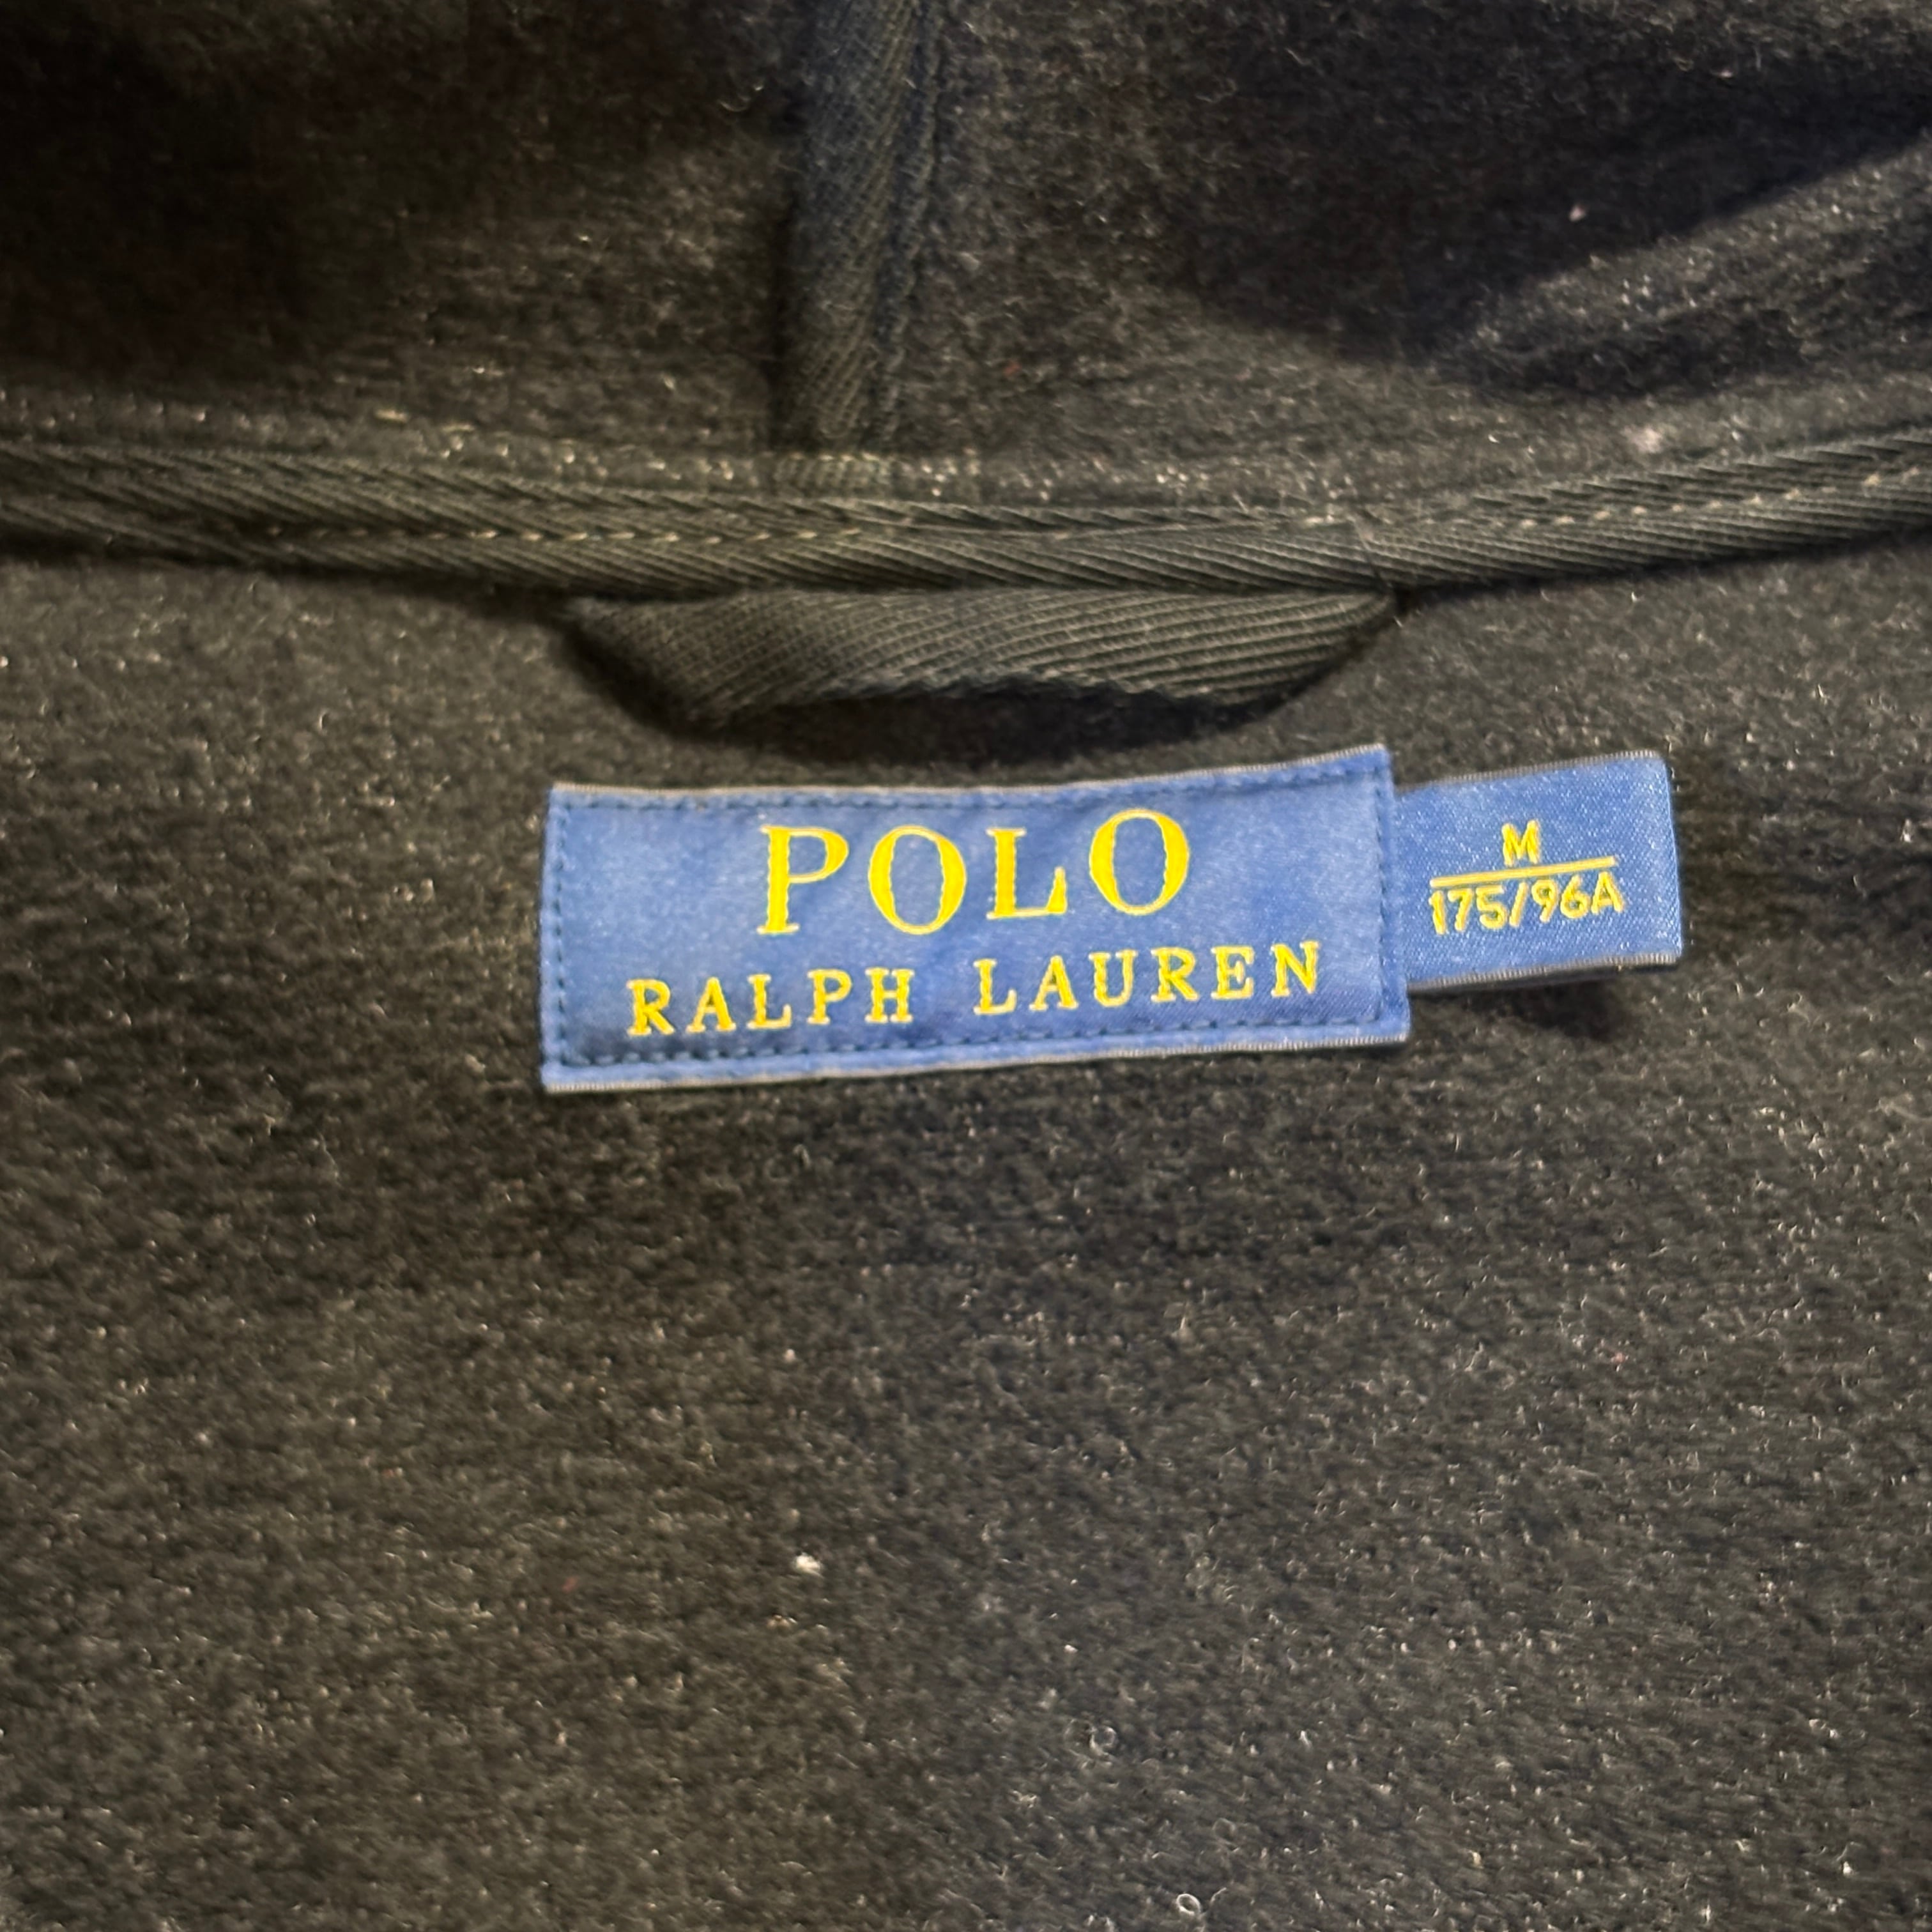 POLO
RALPH LAUREN
M
175/96A